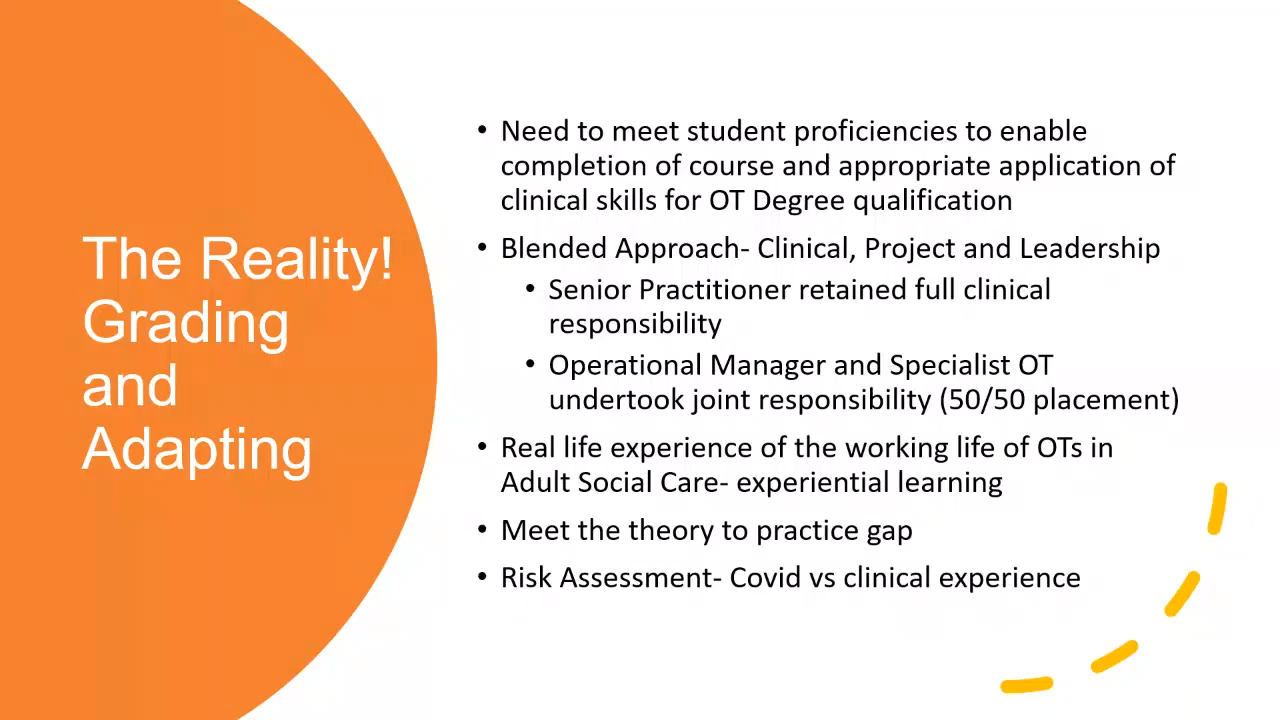 The Reality!
Grading
and
Adapting
• Need to meet student proficiencies to enable
completion of course and appropriate application of
clinical skills for OT Degree qualification
• Blended Approach- Clinical, Project and Leadership
• Senior Practitioner retained full clinical
responsibility
• Operational Manager and Specialist OT
undertook joint responsibility (50/50 placement)
• Real life experience of the working life of OTs in
Adult Social Care- experiential learning
• Meet the theory to practice gap
• Risk Assessment- Covid vs clinical experience